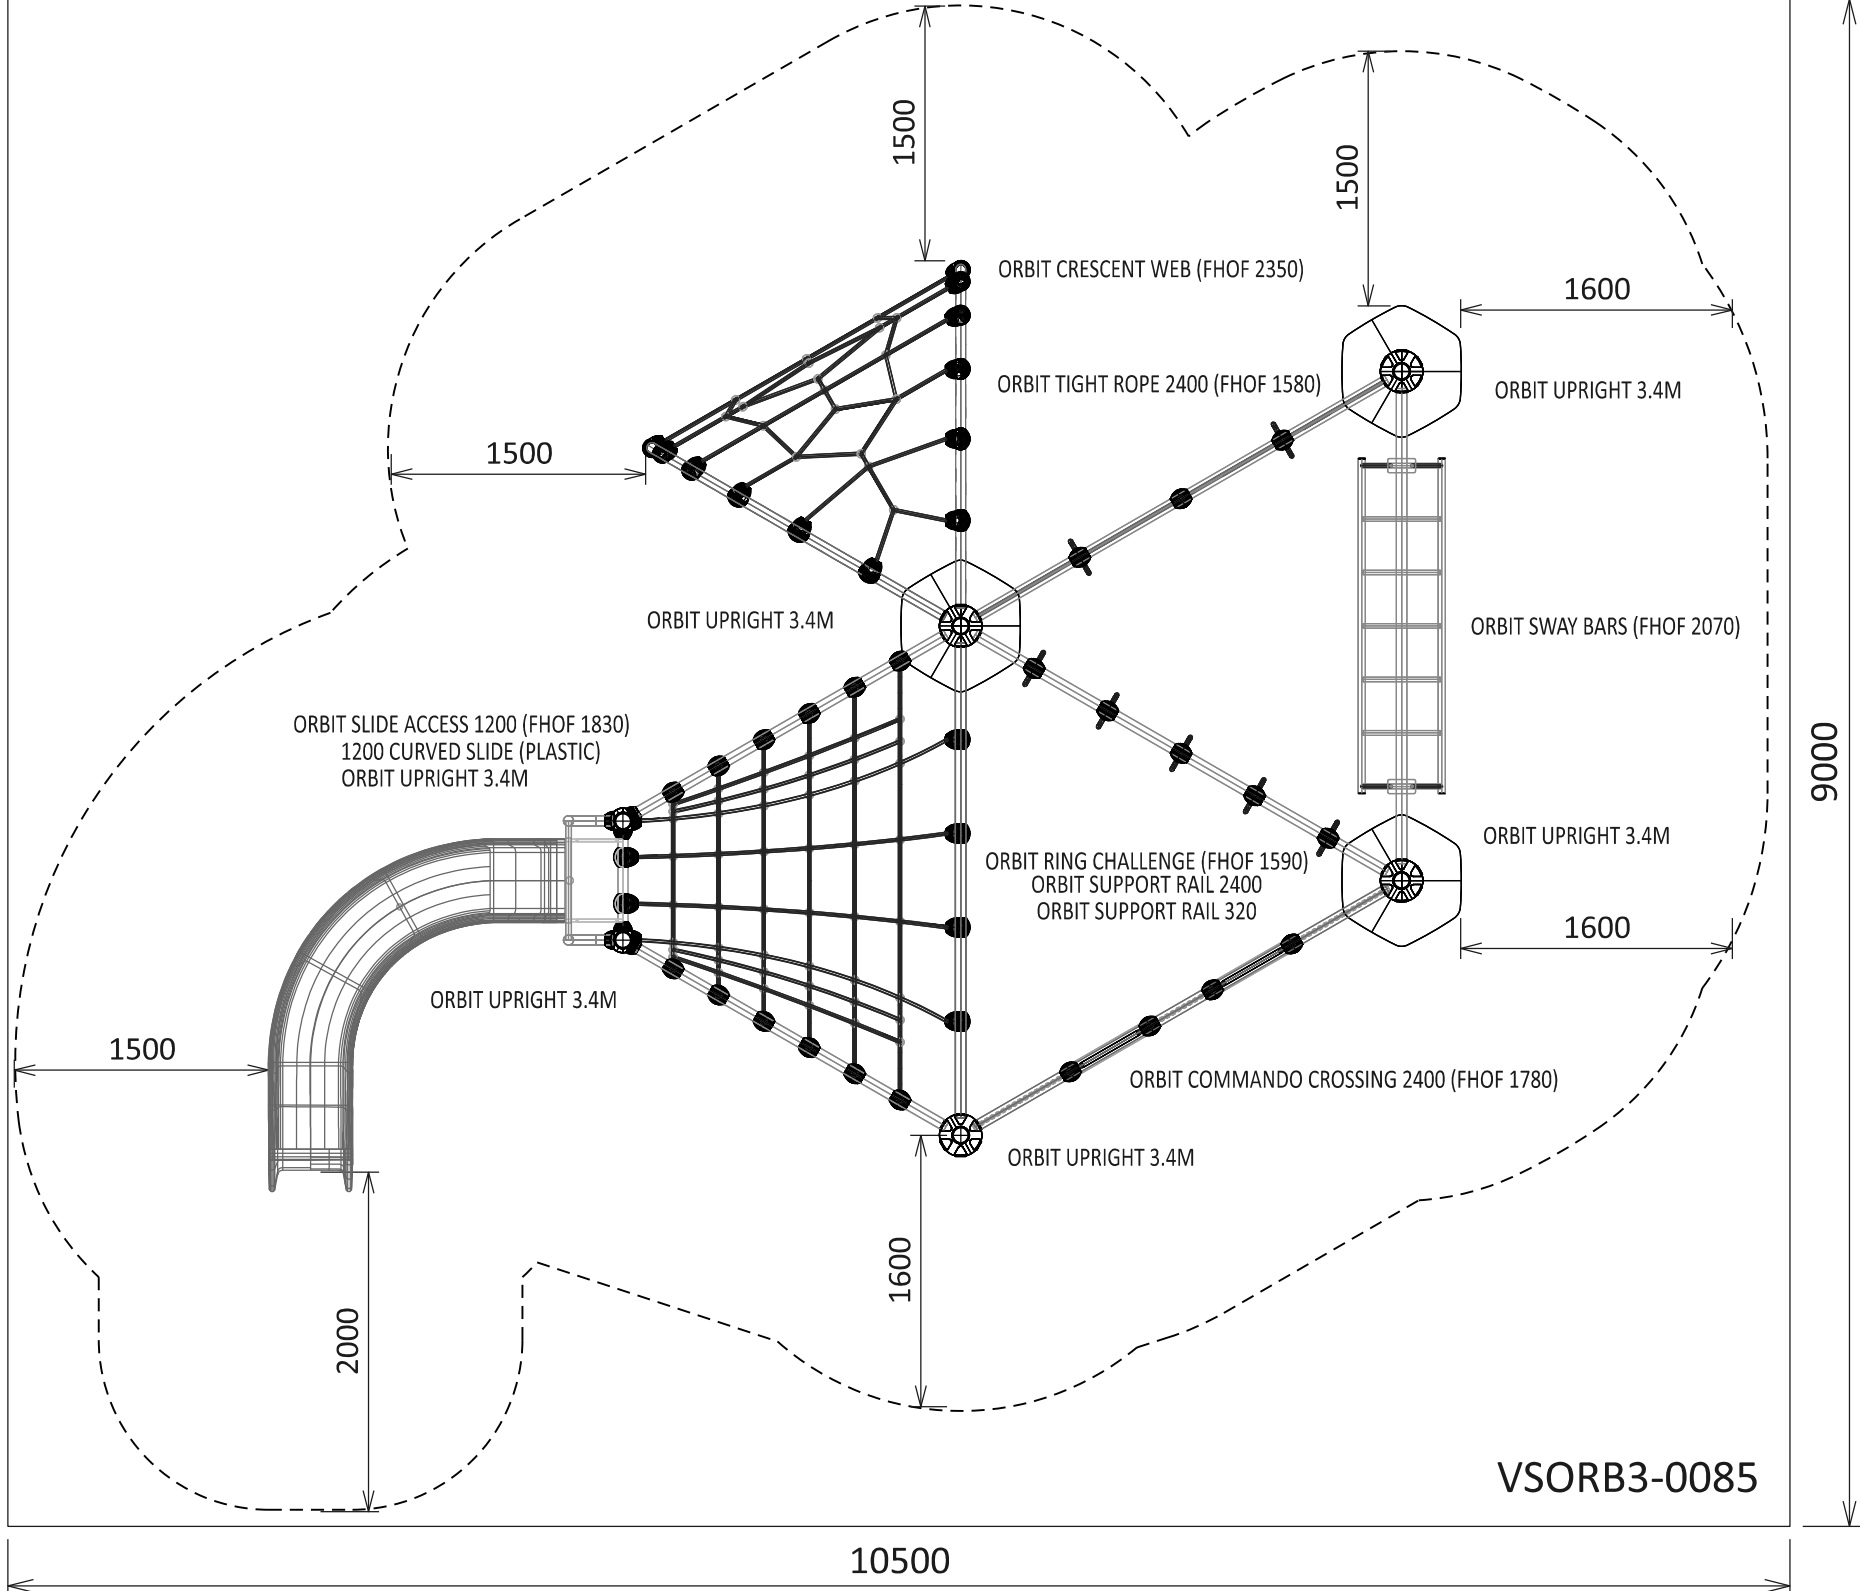 1500
1500
ORBIT CRESCENT WEB (FHOF 2350)
1600
ORBIT TIGHT ROPE 2400 (FHOF 1580)
ORBIT UPRIGHT 3.4M
1500
ORBIT UPRIGHT 3.4M
ORBIT SWAY BARS (FHOF 2070)
ORBIT SLIDE ACCESS 1200 (FHOF 1830)
1200 CURVED SLIDE (PLASTIC)
ORBIT UPRIGHT 3.4M
9000
ORBIT UPRIGHT 3.4M
ORBIT RING CHALLENGE (FHOF 1590)
ORBIT SUPPORT RAIL 2400
ORBIT SUPPORT RAIL 320
1600
ORBIT UPRIGHT 3.4M
1500
ORBIT COMMANDO CROSSING 2400 (FHOF 1780)
ORBIT UPRIGHT 3.4M
1600
2000
VSORB3-0085
10500